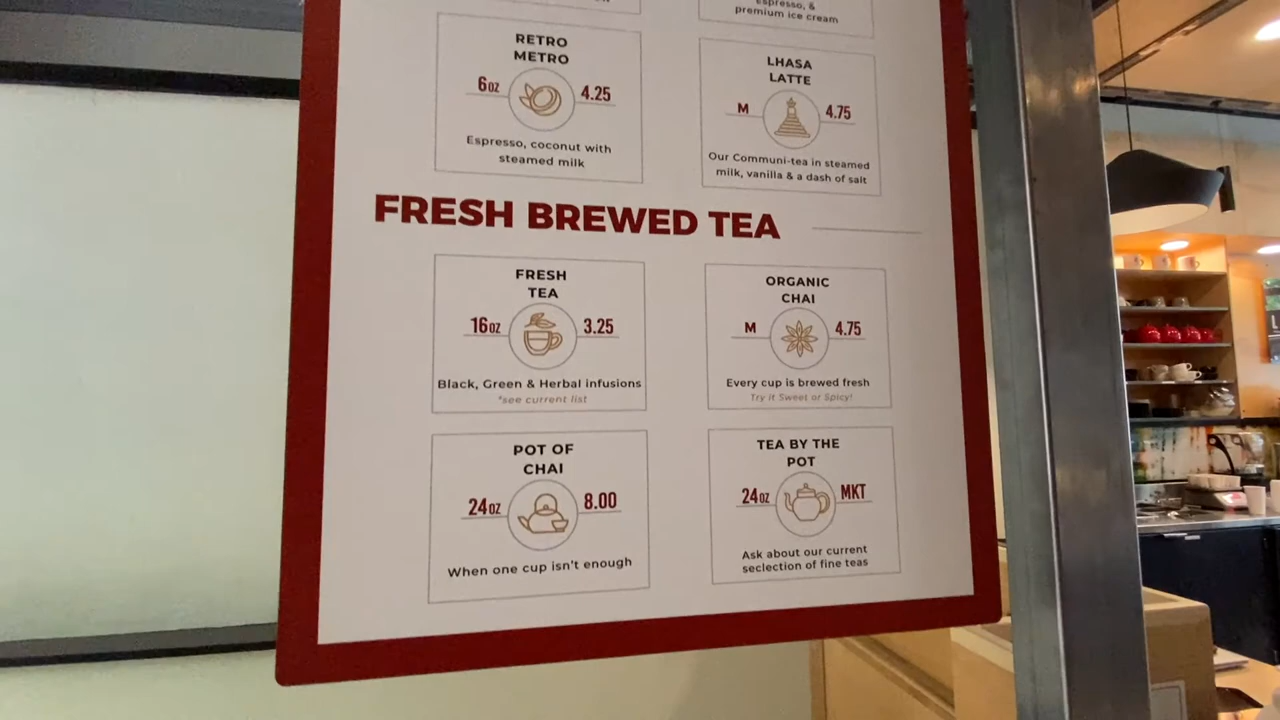 Espresso, &
premium ice cream
RETRO
METRO
6oz 4.25
Espresso, coconut with
steamed milk
LHASA
LATTE
M 4.75
Our Communi-tea in steamed
milk, vanilla & a dash of salt
FRESH BREWED TEA
FRESH
TEA
16oz 3.25
Black, Green & Herbal infusions
*see current list
ORGANIC
CHAI
M 4.75
Every cup is brewed fresh
Try it Sweet or Spicy!
POT OF
CHAI
24oz 8.00
When one cup isn't enough
TEA BY THE
POT
24oz MKT
Ask about our current
seclection of fine teas